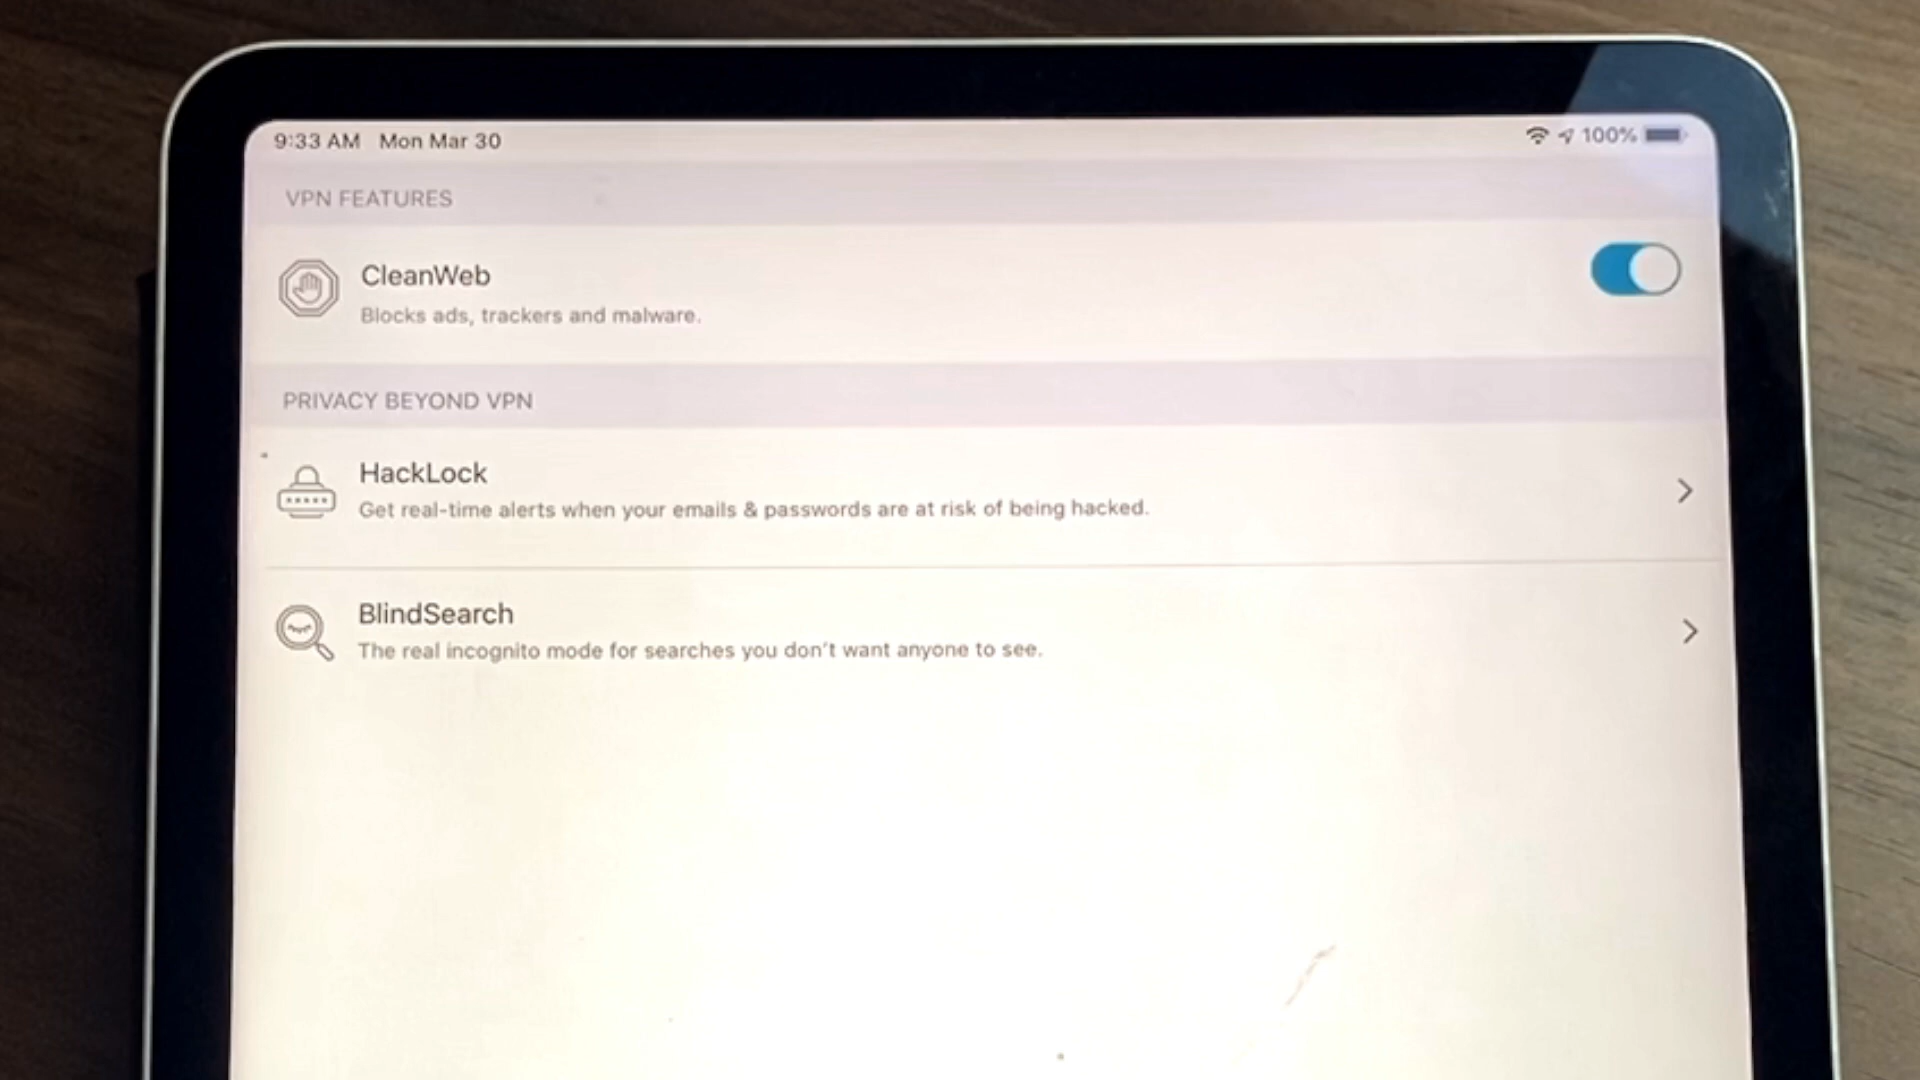 9:33 AM Mon Mar 30
100%
VPN FEATURES
CleanWeb
Blocks ads, trackers and malware.
PRIVACY BEYOND VPN
HackLock
Get real-time alerts when your emails & passwords are at risk of being hacked.
BlindSearch
The real incognito mode for searches you don't want anyone to see.